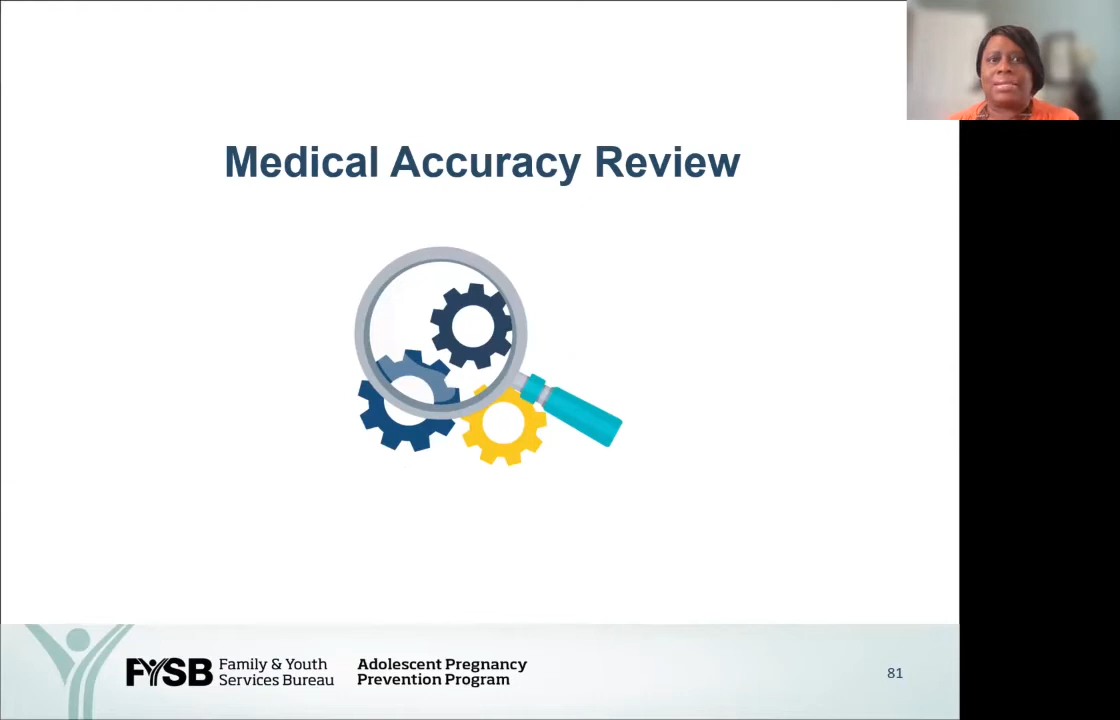 Medical Accuracy Review
FYSB
Family & Youth
Services Bureau
Adolescent Pregnancy
Prevention Program
81